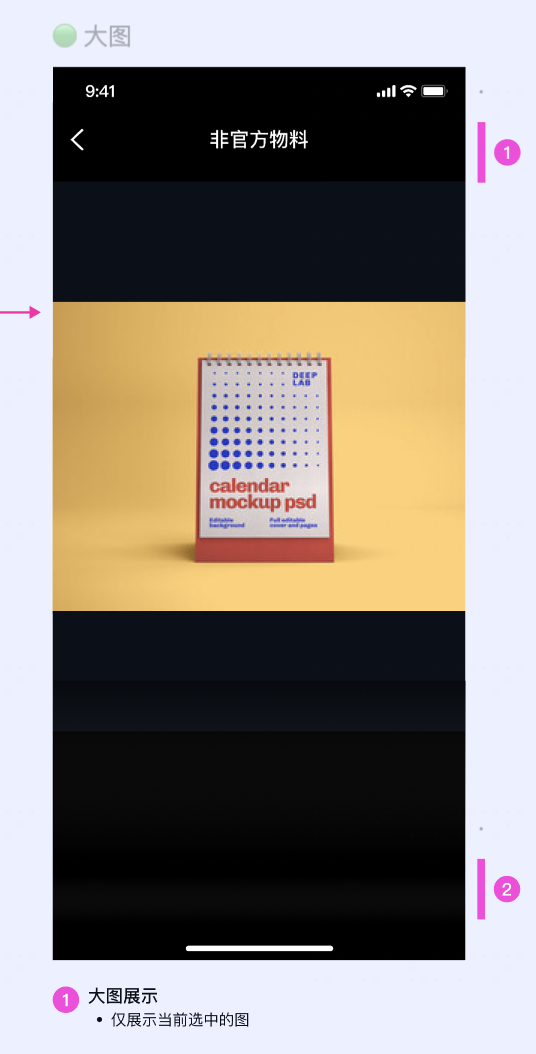 大图
9:41
非官方物料
1
DEEP
LAB
calendar
mockup psd
Editable
background
Full editable
cover and pages
2
1 大图展示
• 仅展示当前选中的图